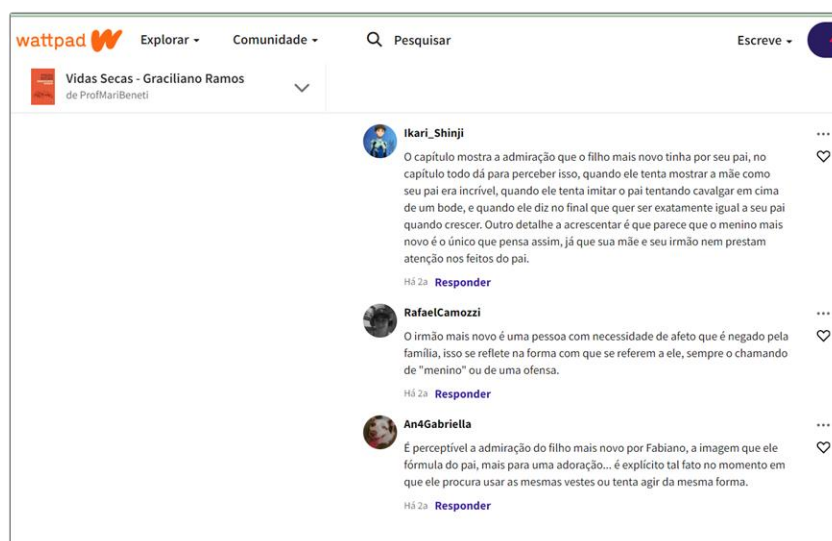 wattpad Explorar Comunidade Pesquisar Escreve
Vidas Secas - Graciliano Ramos
de ProfMariBeneti
Ikari_Shinji
O capítulo mostra a admiração que o filho mais novo tinha por seu pai, no
capítulo todo dá para perceber isso, quando ele tenta mostrar a mãe como
seu pai era incrível, quando ele tenta imitar o pai tentando cavalgar em cima
de um bode, e quando ele diz no final que quer ser exatamente igual a seu pai
quando crescer. Outro detalhe a acrescentar é que parece que o menino mais
novo é o único que pensa assim, já que sua mãe e seu irmão nem prestam
atenção nos feitos do pai.
Há 2a Responder
RafaelCamozzi
O irmão mais novo é uma pessoa com necessidade de afeto que é negado pela
família, isso se reflete na forma com que se referem a ele, sempre o chamando
de "menino" ou de uma ofensa.
Há 2a Responder
An4Gabriella
É perceptível a admiração do filho mais novo por Fabiano, a imagem que ele
fórmula do pai, mais para uma adoração... é explícito tal fato no momento em
que ele procura usar as mesmas vestes ou tenta agir da mesma forma.
Há 2a Responder